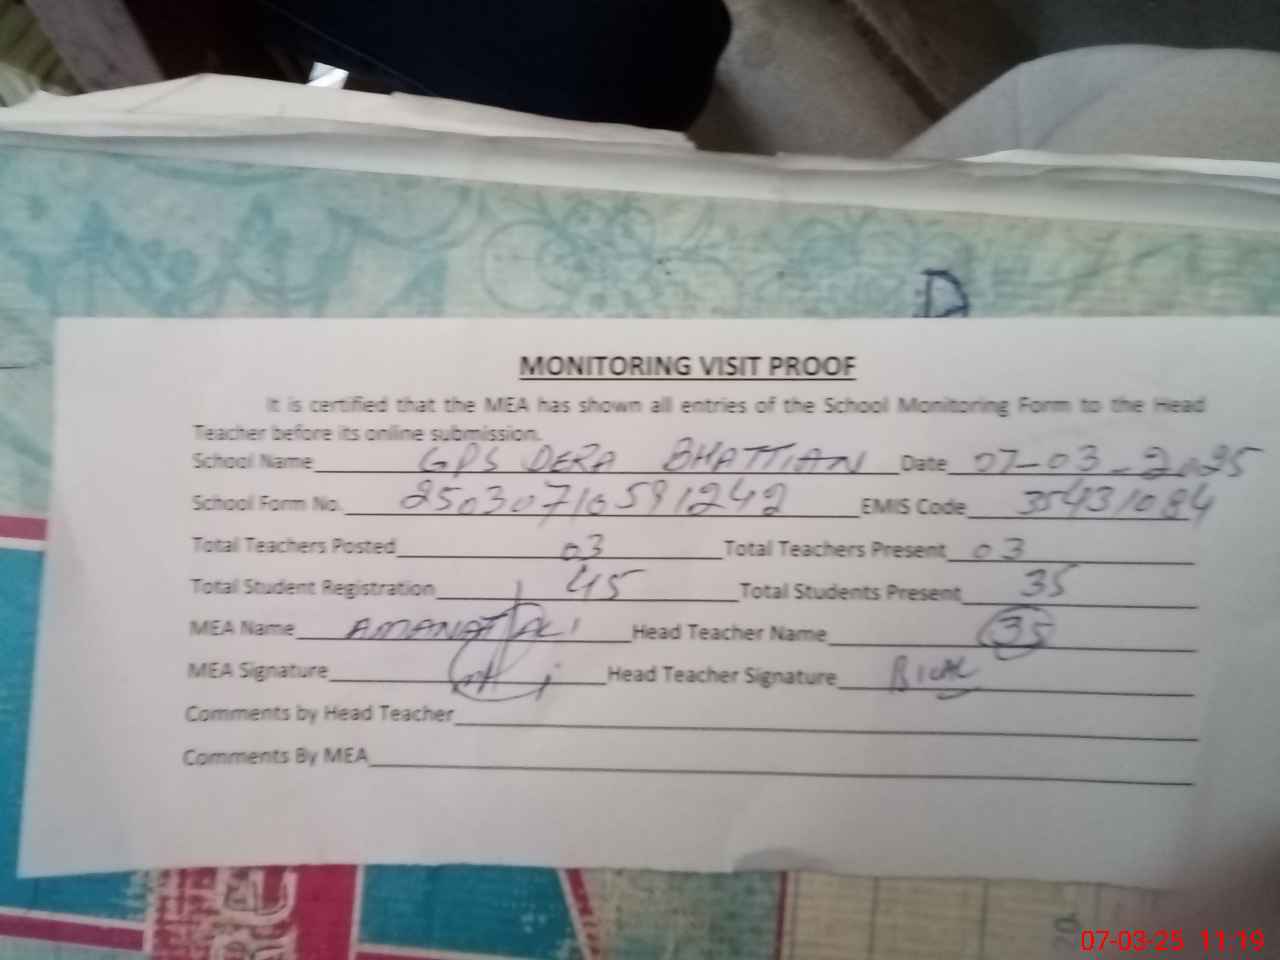 D
MONITORING VISIT PROOF
It is certified that the MEA has shown all entries of the School Monitoring Form to the Head
Teacher before its online submission.
School Name GPS DERA BHATTIAN Date 07-03-2025
School Form No. 25030710591242 EMIS Code 35431084
Total Teachers Posted 03 Total Teachers Present 03
Total Student Registration 45 Total Students Present 35
MEA Name AMANAT ALI Head Teacher Name 35
MEA Signature Head Teacher Signature
Comments by Head Teacher
Comments By MEA
07-03-25 11:19